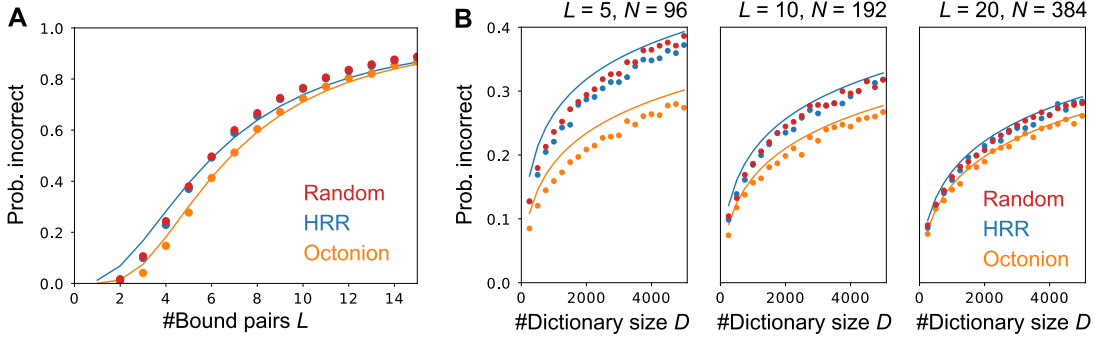 A
Prob. incorrect
1.0
0.8
0.6
0.4
0.2
0.0
Random
HRR
Octonion
0 2 4 6 8 10 12 14
#Bound pairs L
B
L = 5, N = 96
L = 10, N = 192
L = 20, N = 384
Prob. incorrect
0.4
0.3
0.2
0.1
0.0
0 2000 4000
#Dictionary size D
0 2000 4000
#Dictionary size D
Random
HRR
Octonion
0 2000 4000
#Dictionary size D